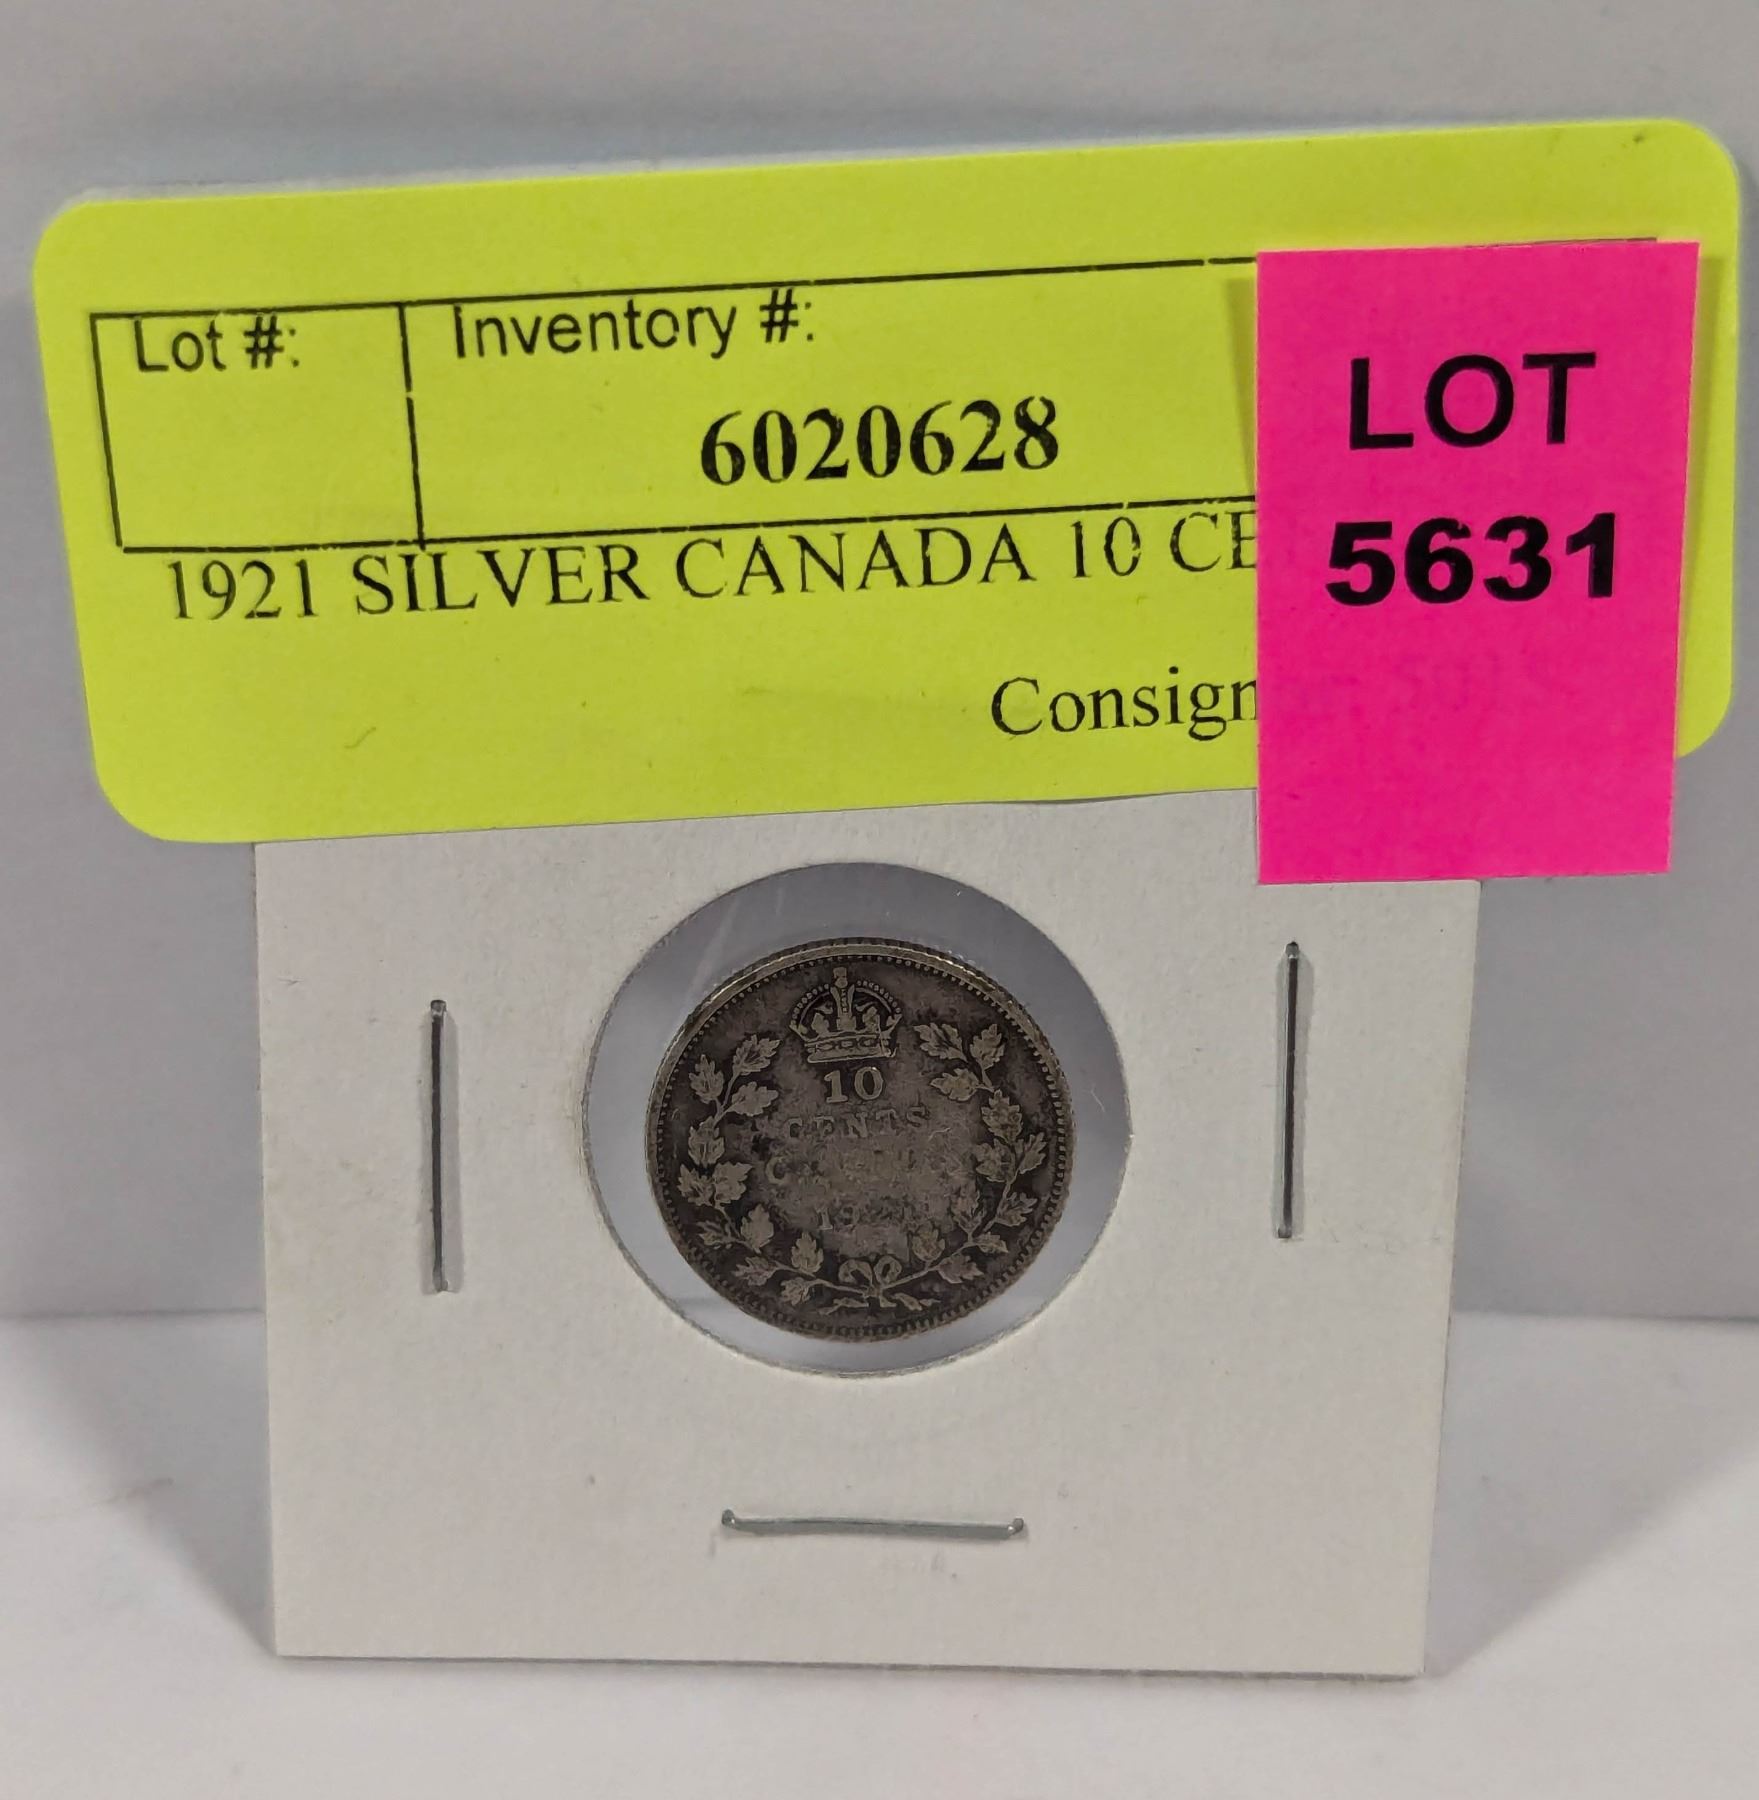 Lot #:
Inventory #:
6020628
LOT
5631
1921 SILVER CANADA 10 CE
Consign
10
CENTS